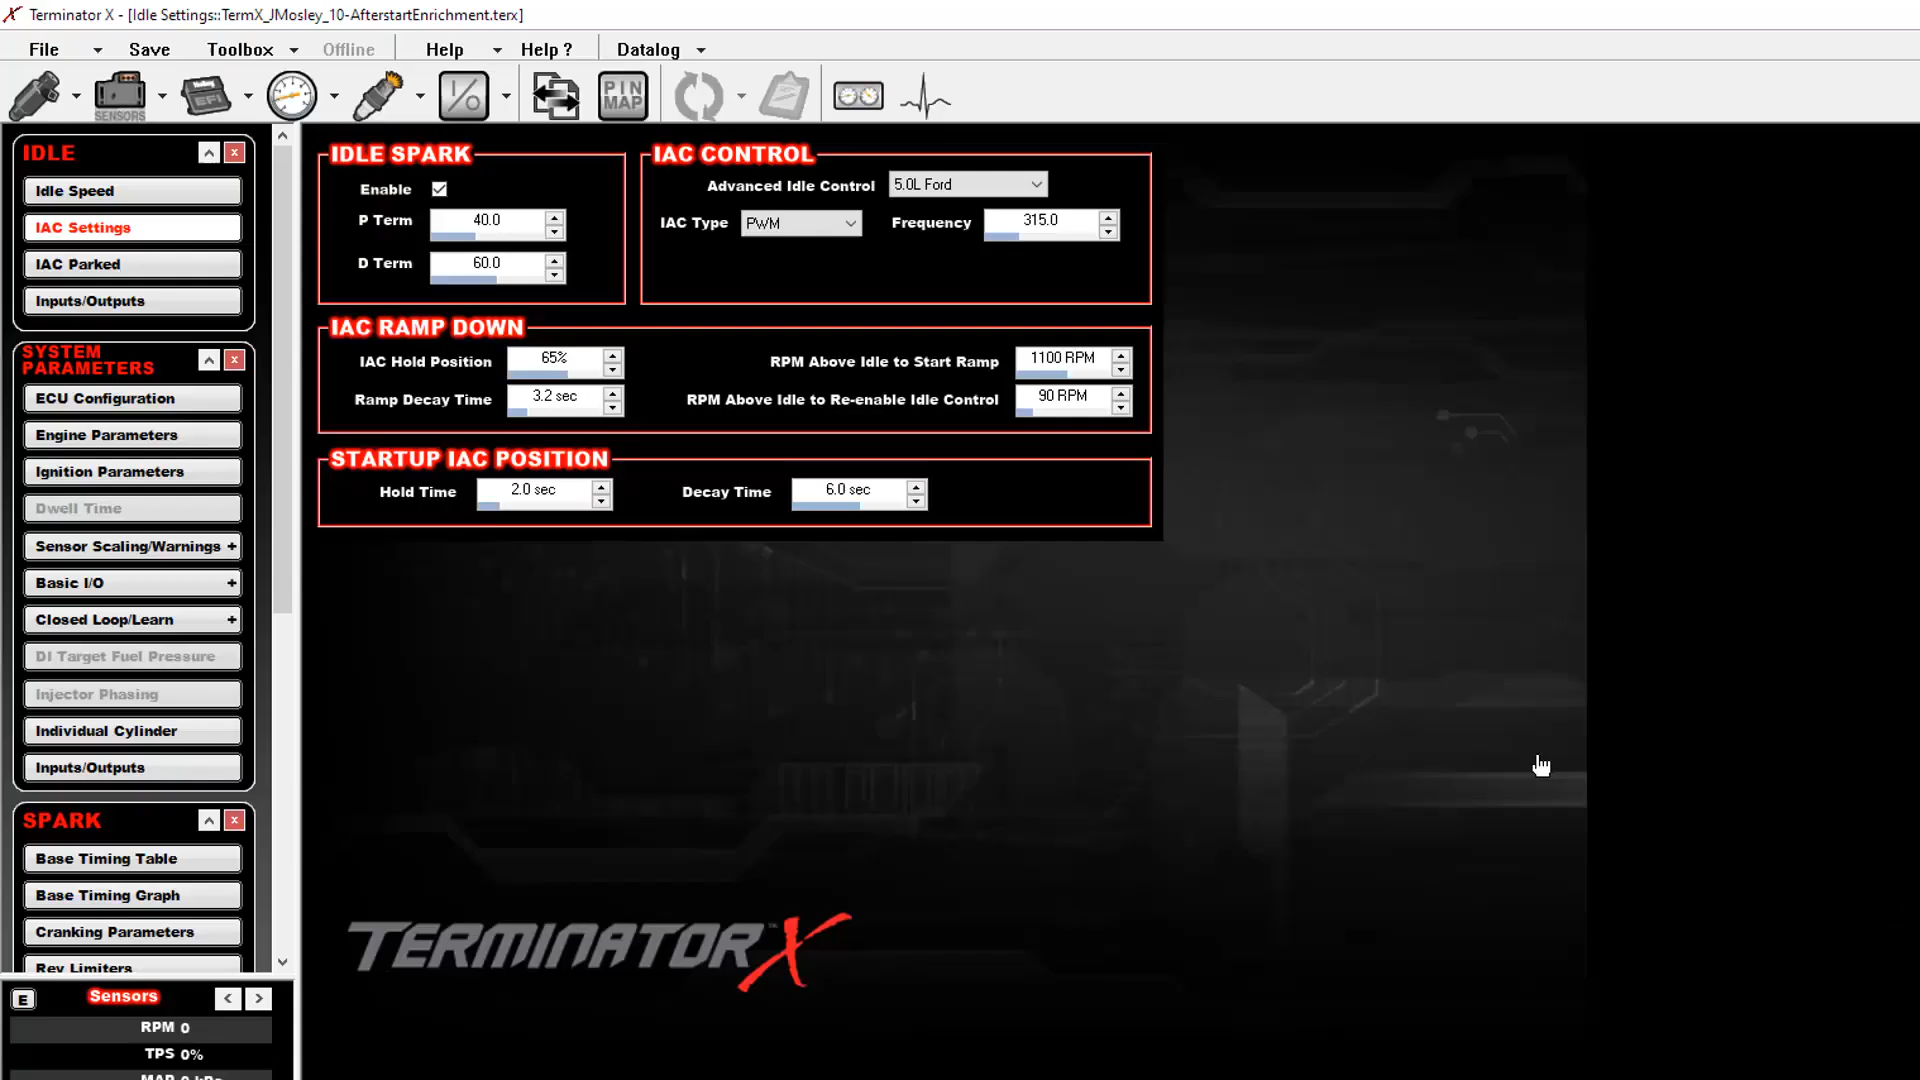 Terminator X - [Idle Settings::TermX_JMosley_10-AfterstartEnrichment.terx]
File Save Toolbox Offline Help Help ? Datalog
SENSORS
EFI
I/O
PIN MAP
IDLE
Idle Speed
IAC Settings
IAC Parked
Inputs/Outputs
SYSTEM
PARAMETERS
ECU Configuration
Engine Parameters
Ignition Parameters
Dwell Time
Sensor Scaling/Warnings +
Basic I/O +
Closed Loop/Learn +
DI Target Fuel Pressure
Injector Phasing
Individual Cylinder
Inputs/Outputs
SPARK
Base Timing Table
Base Timing Graph
Cranking Parameters
Rev Limiters
E Sensors < >
RPM 0
TPS 0%
MAP 0 kPa
IDLE SPARK
Enable
P Term 40.0
D Term 60.0
IAC CONTROL
Advanced Idle Control 5.0L Ford
IAC Type PWM Frequency 315.0
IAC RAMP DOWN
IAC Hold Position 65% RPM Above Idle to Start Ramp 1100 RPM
Ramp Decay Time 3.2 sec RPM Above Idle to Re-enable Idle Control 90 RPM
STARTUP IAC POSITION
Hold Time 2.0 sec Decay Time 6.0 sec
TERMINATOR X